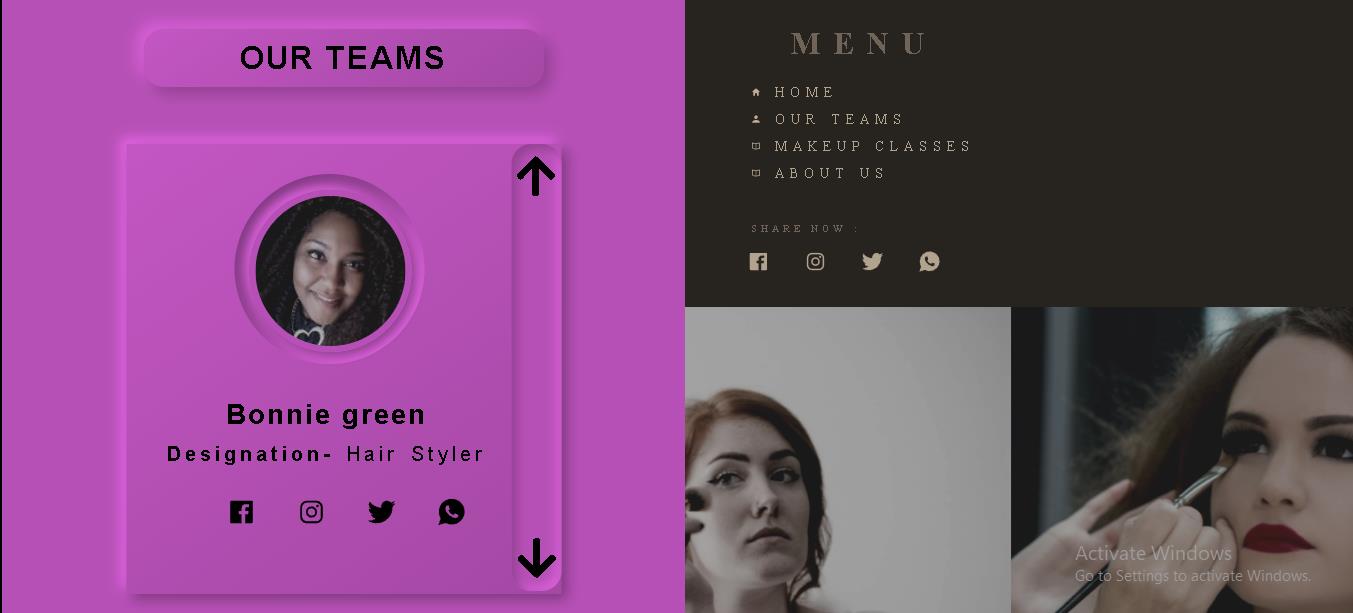 OUR TEAMS
Bonnie green
Designation- Hair Styler
MENU
HOME
OUR TEAMS
MAKEUP CLASSES
ABOUT US
SHARE NOW :
Activate Windows
Go to Settings to activate Windows.